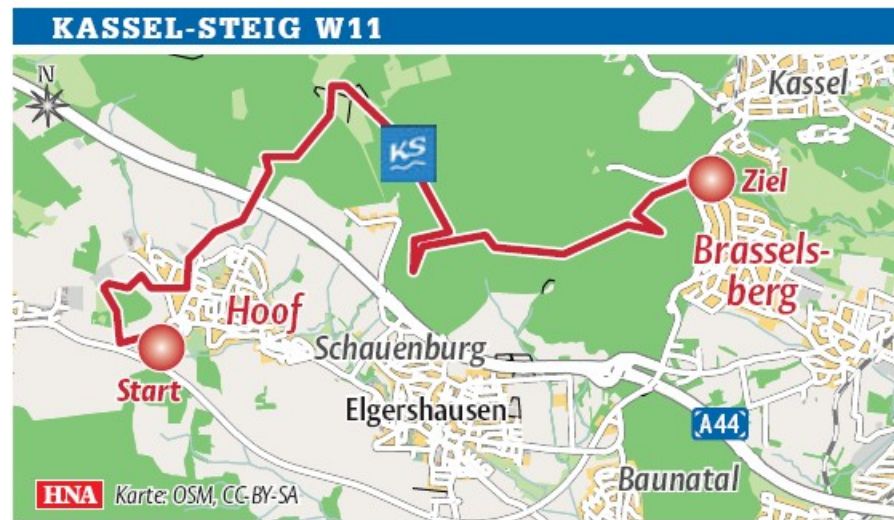 KASSEL-STEIG W11
N
Kassel
KS
Ziel
Brassels-
berg
Hoof
Schauenburg
Start
Elgershausen
A44
Baunatal
HNA Karte: OSM, CC-BY-SA